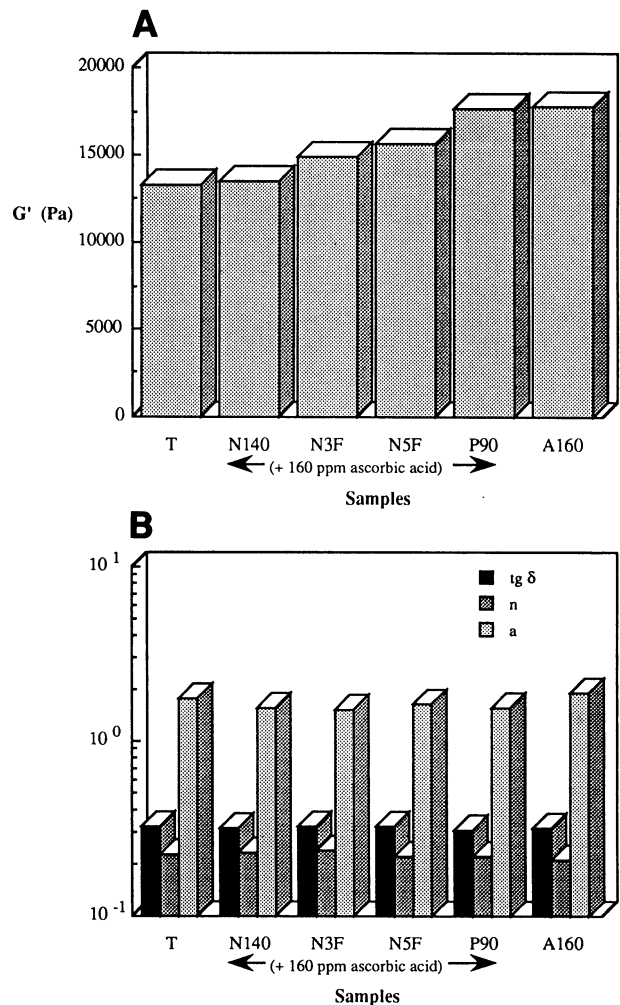 A
20000
15000
G' (Pa)
10000
5000
0
T N140 N3F N5F P90 A160
(+ 160 ppm ascorbic acid)
Samples
B
10 1
tg δ
n
a
10 0
10 -1
T N140 N3F N5F P90 A160
(+ 160 ppm ascorbic acid)
Samples